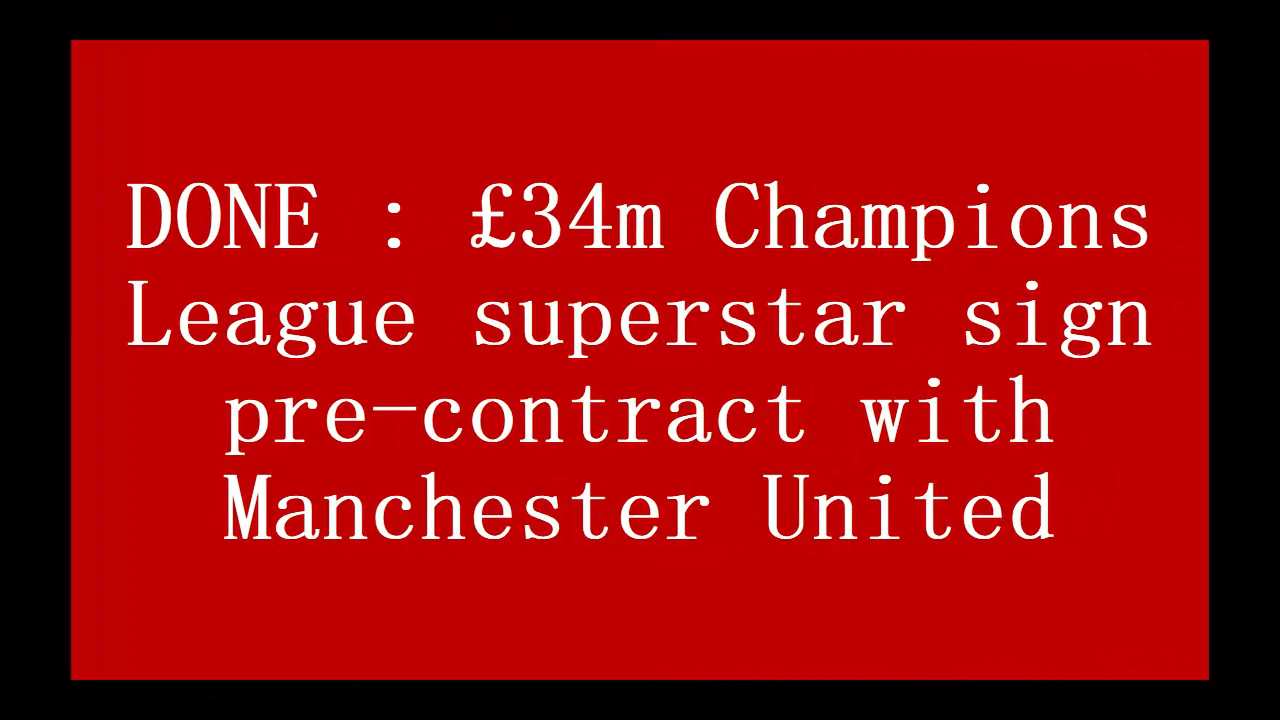 DONE : £34m Champions
League superstar sign
pre-contract with
Manchester United